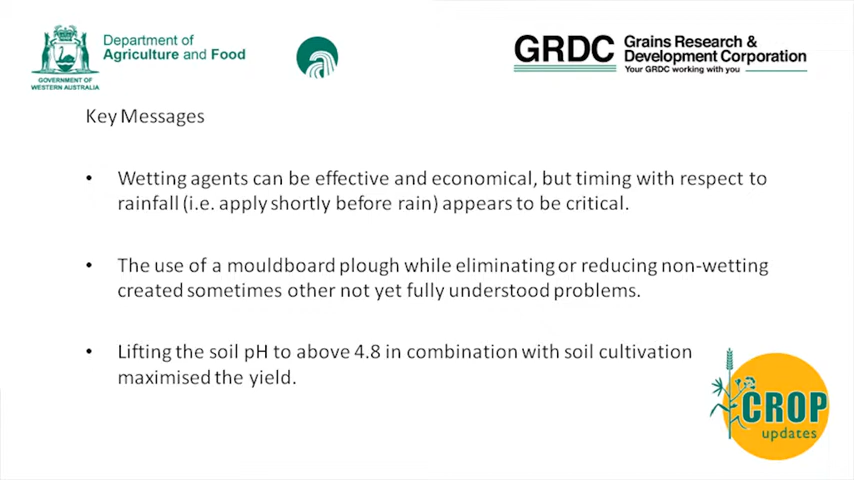 Department of
Agriculture and Food
GOVERNMENT OF
WESTERN AUSTRALIA
GRDC
Grains Research &
Development Corporation
Your GRDC working with you
Key Messages
• Wetting agents can be effective and economical, but timing with respect to
rainfall (i.e. apply shortly before rain) appears to be critical.
• The use of a mouldboard plough while eliminating or reducing non-wetting
created sometimes other not yet fully understood problems.
• Lifting the soil pH to above 4.8 in combination with soil cultivation
maximised the yield.
CROP
updates